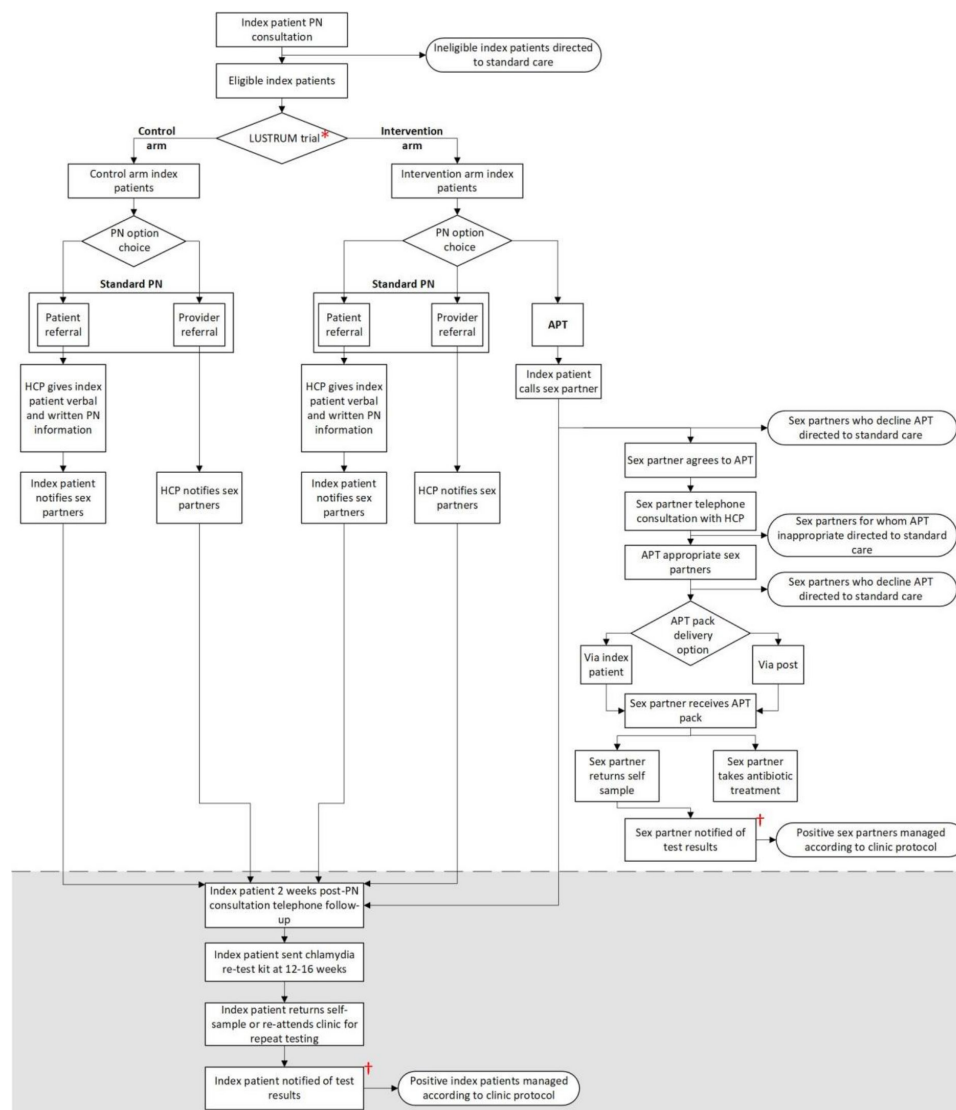 Index patient PN
consultation
Ineligible index patients directed
to standard care
Eligible index patients
LUSTRUM trial*
Control
arm
Intervention
arm
Control arm index
patients
Intervention arm index
patients
PN option
choice
PN option
choice
Standard PN
Standard PN
Patient
referral
Provider
referral
Patient
referral
Provider
referral
APT
HCP gives index
patient verbal
and written PN
information
HCP gives index
patient verbal
and written PN
information
Index patient
calls sex partner
Sex partners who decline APT
directed to standard care
Sex partner agrees to APT
Index patient
notifies sex
partners
HCP notifies sex
partners
Index patient
notifies sex
partners
HCP notifies sex
partners
Sex partner telephone
consultation with HCP
Sex partners for whom APT
inappropriate directed to standard
care
APT appropriate sex
partners
Sex partners who decline APT
directed to standard care
APT pack
delivery
option
Via index
patient
Via post
Sex partner receives APT
pack
Sex partner
returns self
sample
Sex partner
takes antibiotic
treatment
Sex partner notified of
test results
†
Positive sex partners managed
according to clinic protocol
Index patient 2 weeks post-PN
consultation telephone follow-
up
Index patient sent chlamydia
re-test kit at 12-16 weeks
Index patient returns self-
sample or re-attends clinic for
repeat testing
Index patient notified of test
results
†
Positive index patients managed
according to clinic protocol